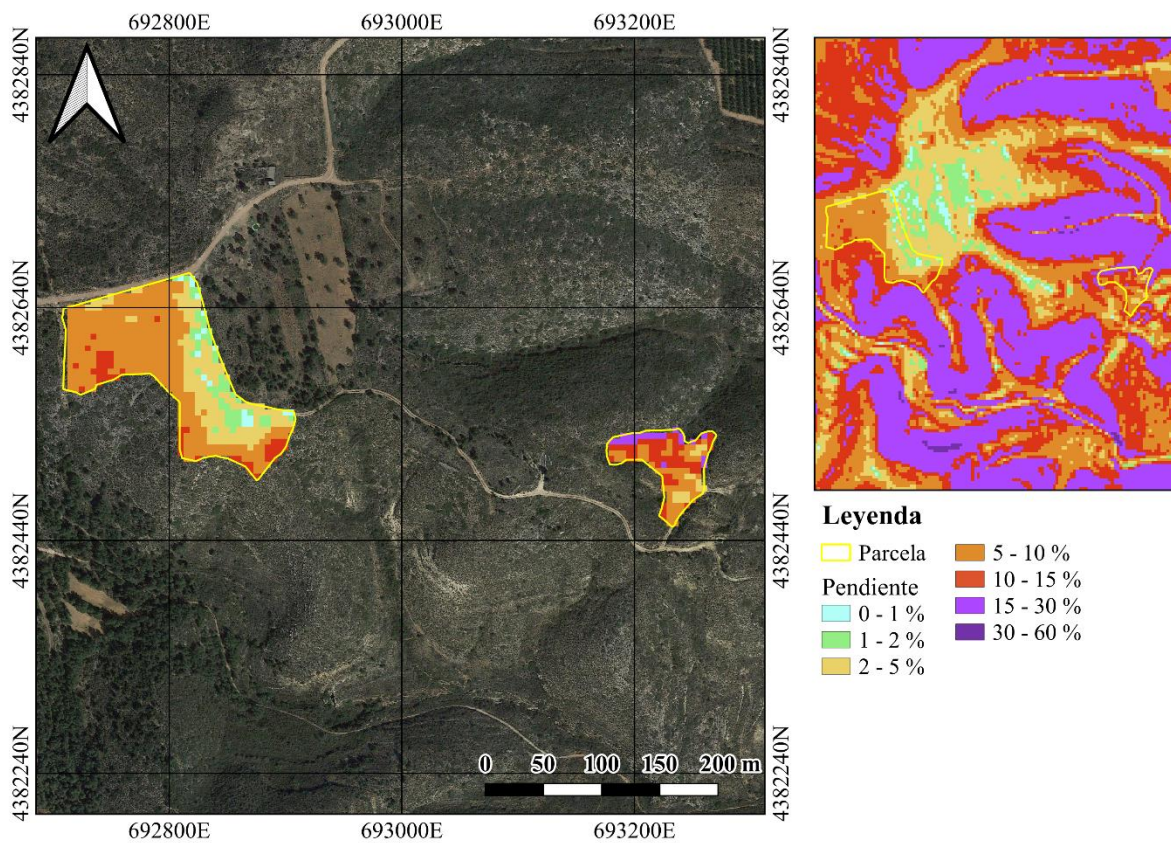 692800E 693000E 693200E
4382840N 4382840N
4382640N 4382640N
4382440N 4382440N
4382240N 4382240N
0 50 100 150 200 m
692800E 693000E 693200E
Leyenda
Parcela
Pendiente
0 - 1 %
1 - 2 %
2 - 5 %
5 - 10 %
10 - 15 %
15 - 30 %
30 - 60 %